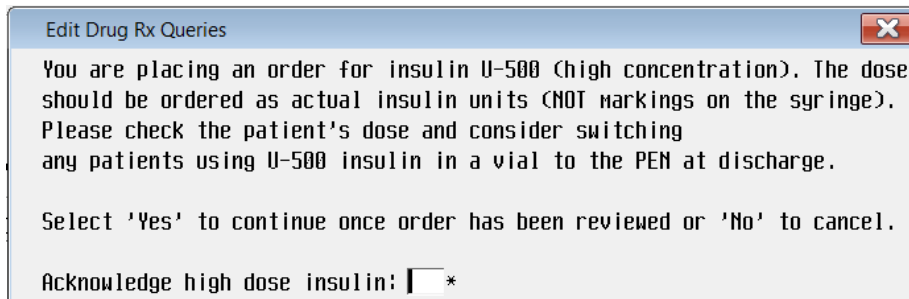 Edit Drug Rx Queries
You are placing an order for insulin U-500 (high concentration). The dose
should be ordered as actual insulin units (NOT markings on the syringe).
Please check the patient's dose and consider switching
any patients using U-500 insulin in a vial to the PEN at discharge.
Select 'Yes' to continue once order has been reviewed or 'No' to cancel.
Acknowledge high dose insulin: *